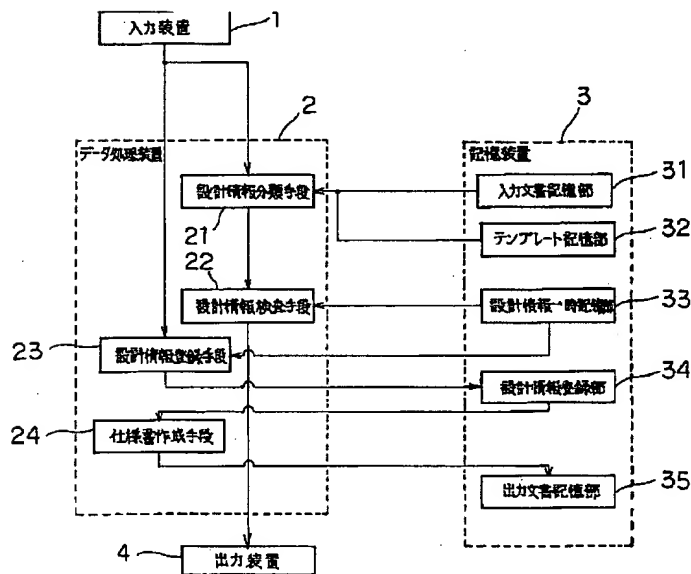 入力装置
1
2
3
データ処理装置
記憶装置
設計情報分類手段
21
入力文書記憶部
31
テンプレート記憶部
32
22
設計情報検査手段
設計情報一時記憶部
33
23
設計情報登録手段
設計情報登録部
34
24
仕様書作成手段
出力文書記憶部
35
4
出力装置